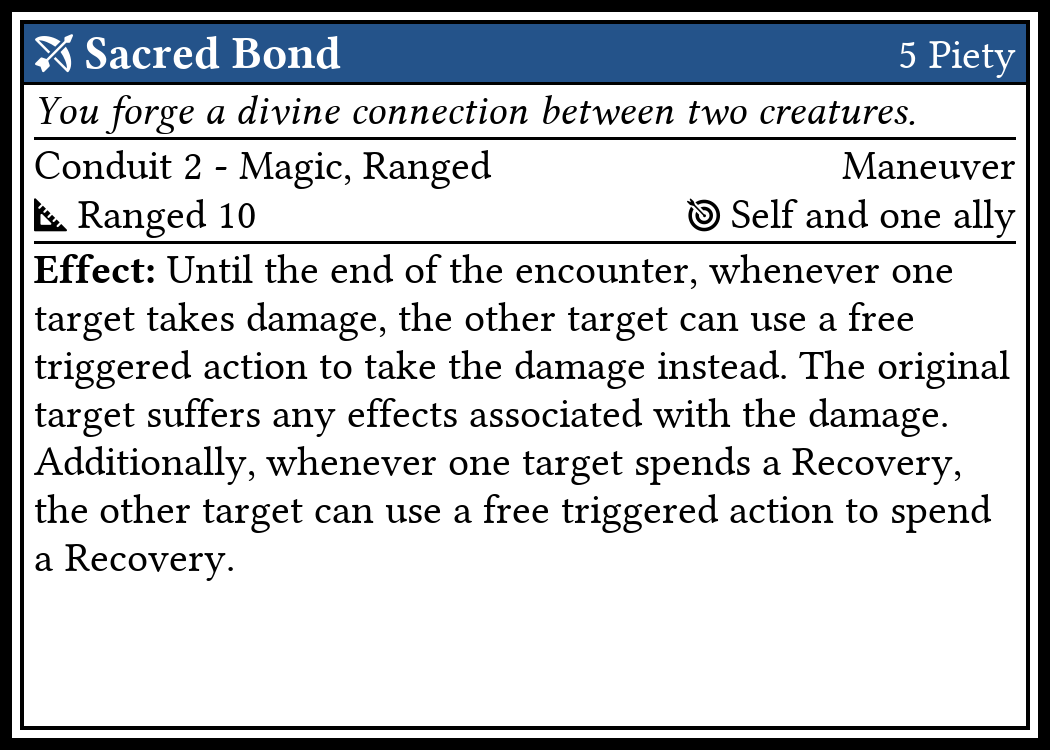 Sacred Bond 5 Piety
You forge a divine connection between two creatures.
Conduit 2 - Magic, Ranged Maneuver
Ranged 10 Self and one ally
Effect: Until the end of the encounter, whenever one
target takes damage, the other target can use a free
triggered action to take the damage instead. The original
target suffers any effects associated with the damage.
Additionally, whenever one target spends a Recovery,
the other target can use a free triggered action to spend
a Recovery.